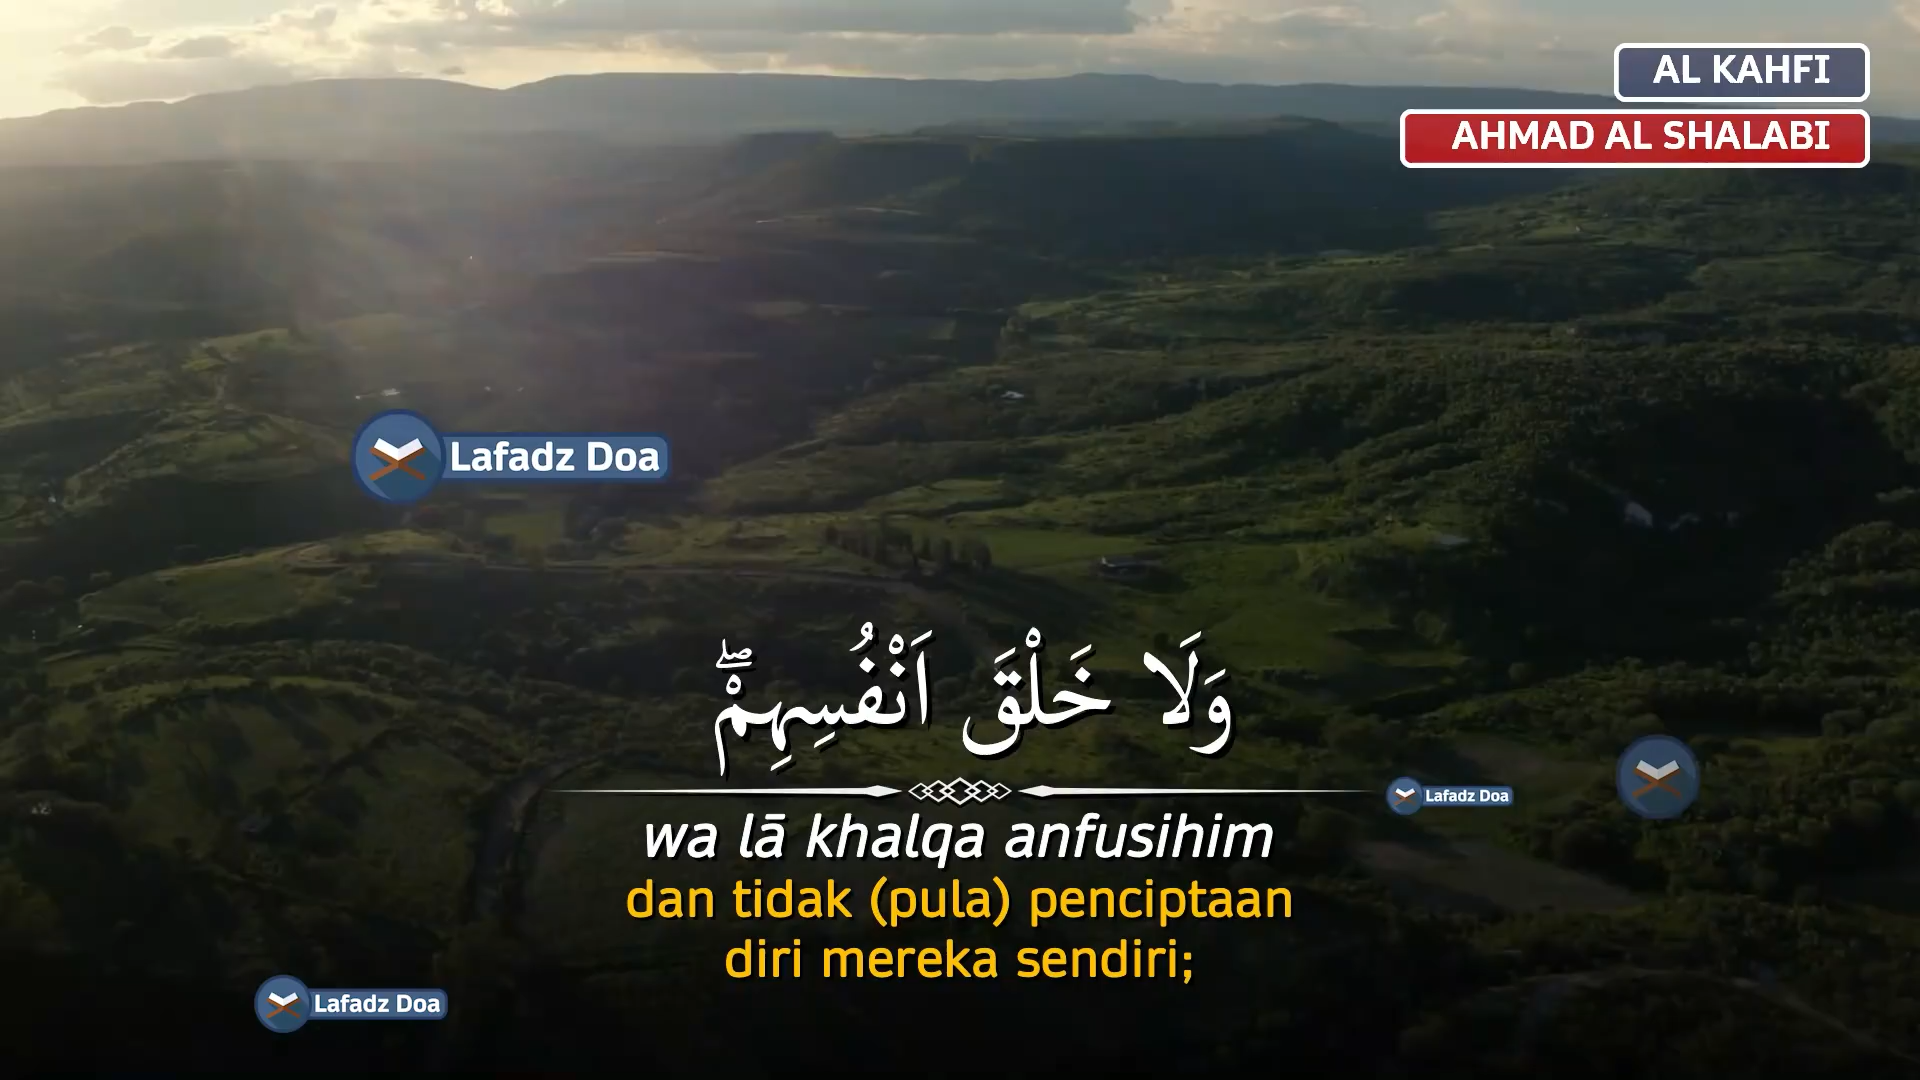 AL KAHFI
AHMAD AL SHALABI
Lafadz Doa
وَلَا خَلْقَ اَنْفُسِهِمْۖ
Lafadz Doa
wa lā khalqa anfusihim
dan tidak (pula) penciptaan
diri mereka sendiri;
Lafadz Doa